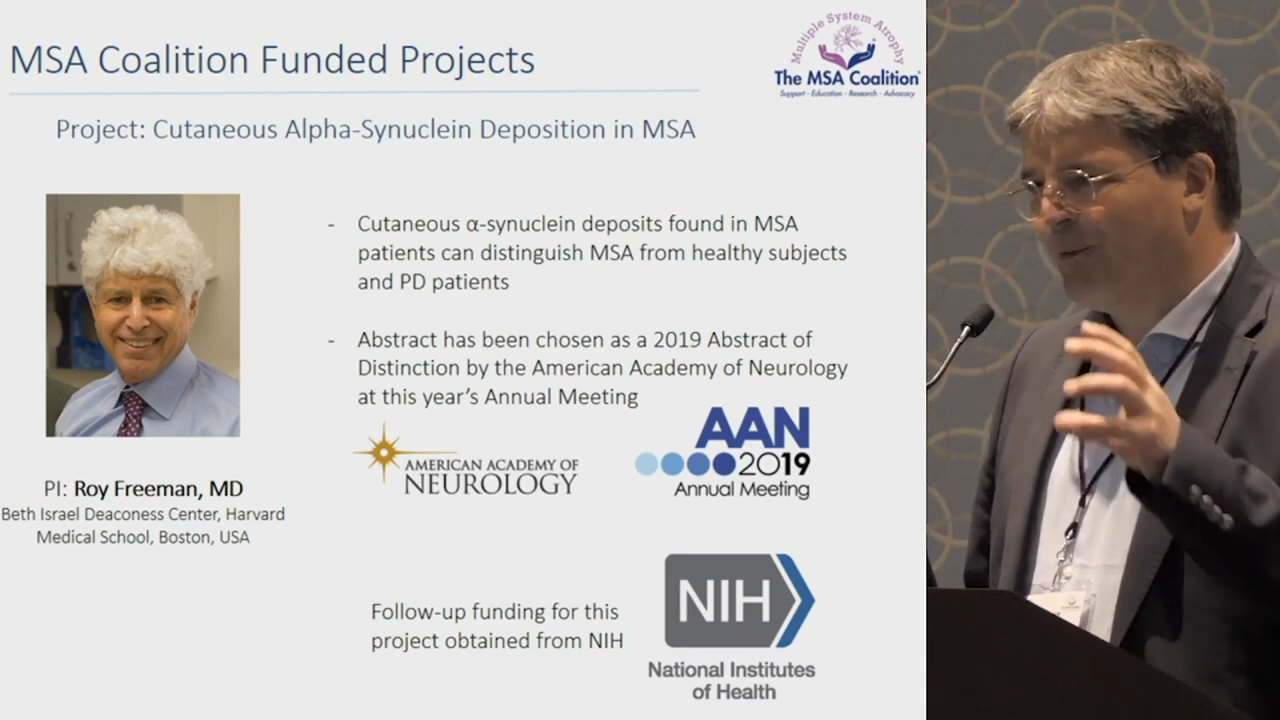 MSA Coalition Funded Projects
Multiple System Atrophy
The MSA Coalition®
Support · Education · Research · Advocacy
Project: Cutaneous Alpha-Synuclein Deposition in MSA
- Cutaneous α-synuclein deposits found in MSA
patients can distinguish MSA from healthy subjects
and PD patients
- Abstract has been chosen as a 2019 Abstract of
Distinction by the American Academy of Neurology
at this year's Annual Meeting
AMERICAN ACADEMY OF
NEUROLOGY
AAN
2019
Annual Meeting
PI: Roy Freeman, MD
Beth Israel Deaconess Center, Harvard
Medical School, Boston, USA
Follow-up funding for this
project obtained from NIH
NIH
National Institutes
of Health